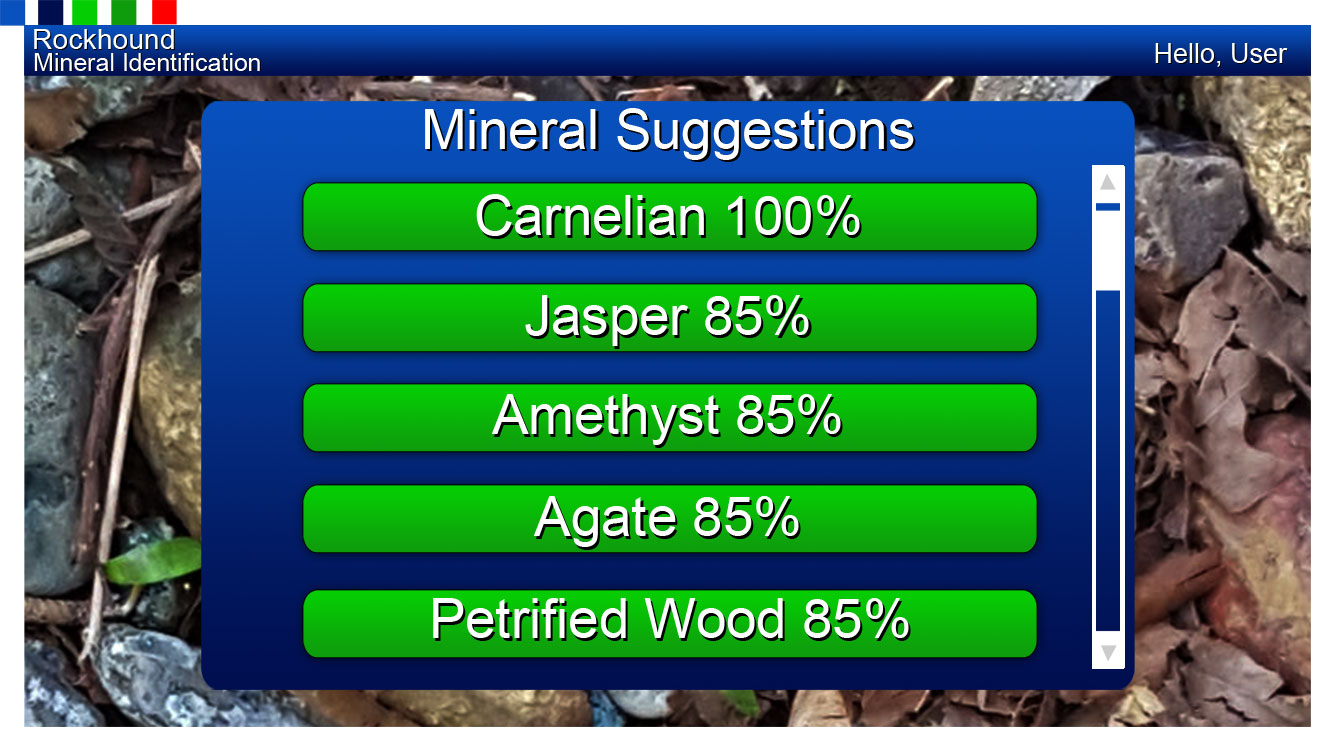 Rockhound
Mineral Identification
Hello, User
Mineral Suggestions
Carnelian 100%
Jasper 85%
Amethyst 85%
Agate 85%
Petrified Wood 85%